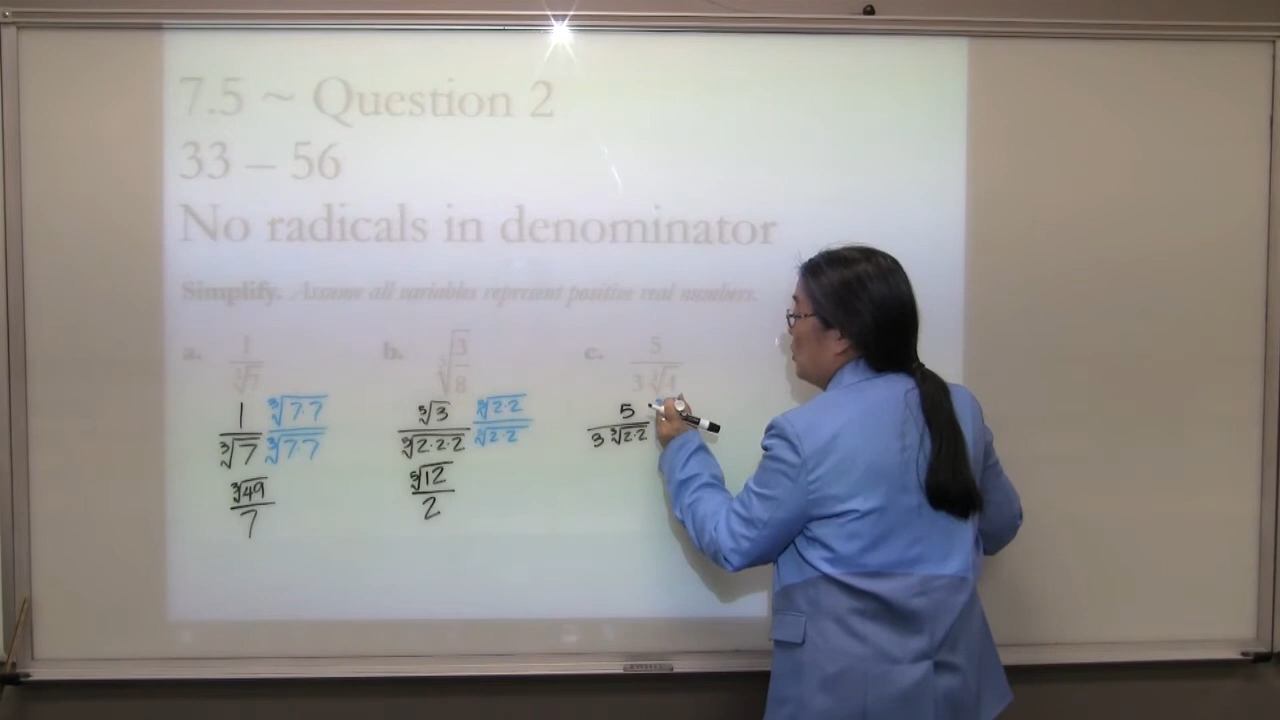 7.5 ~ Question 2
33 – 56
No radicals in denominator
Simplify. Assume all variables represent positive real numbers.
a. 1/∛7 b. ∛(3/8) c. 5/(3∛4)
1/∛7 ∛(7·7)/∛(7·7) ∛3/∛(2·2·2) ∛(2·2)/∛(2·2) 5/(3∛(2·2))
∛49/7 ∛12/2